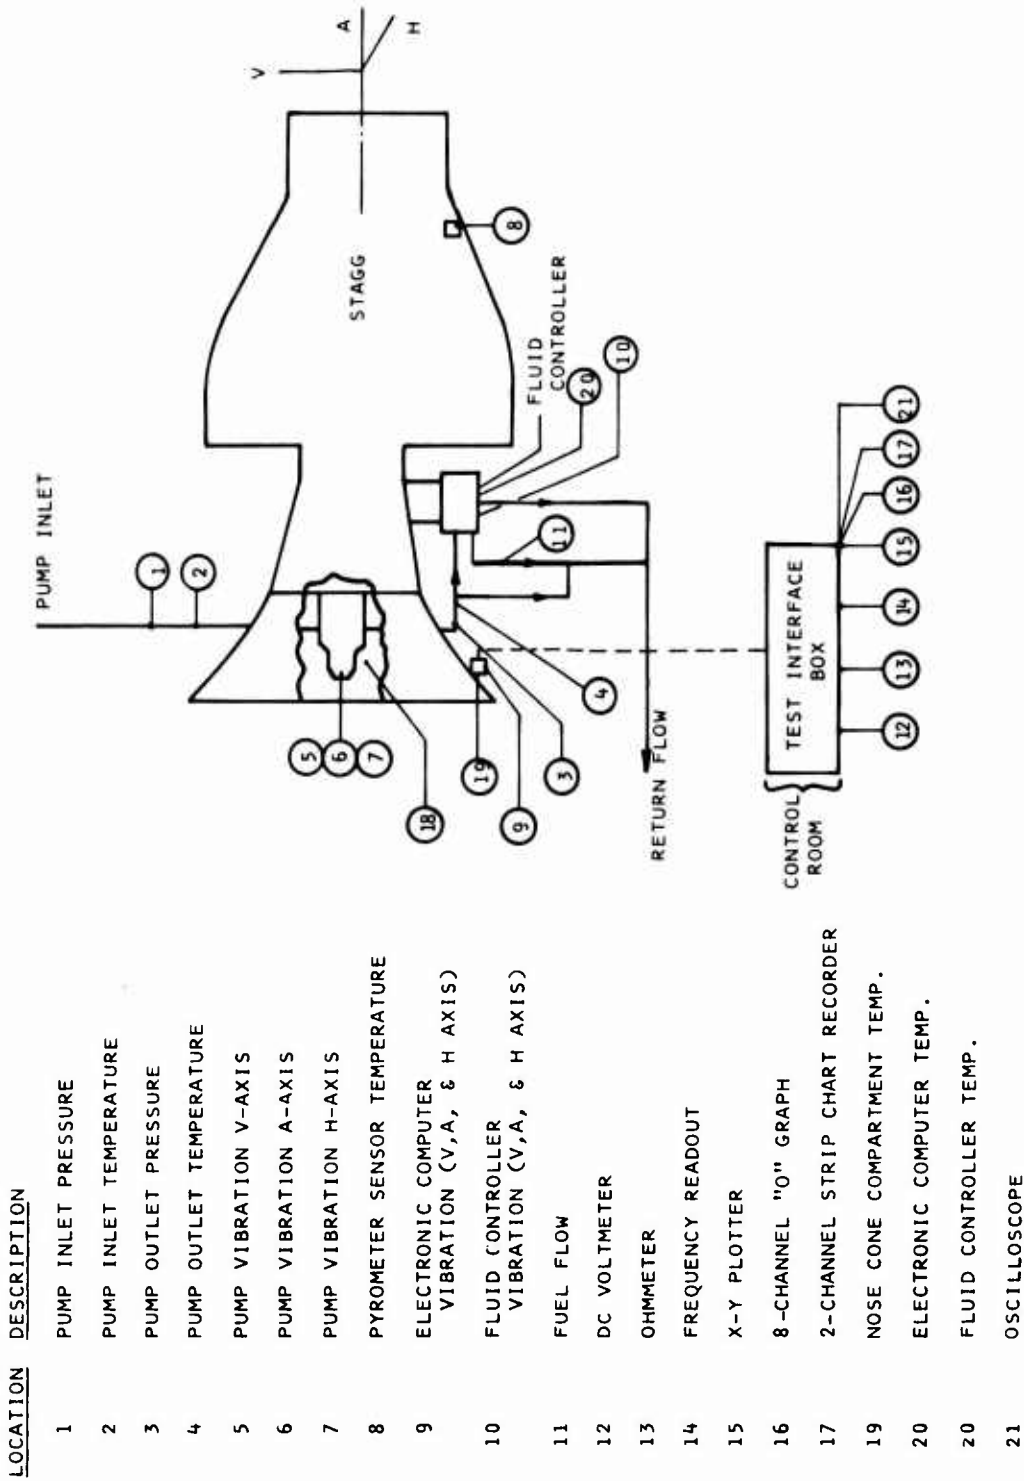 LOCATION DESCRIPTION
1 PUMP INLET PRESSURE
2 PUMP INLET TEMPERATURE
3 PUMP OUTLET PRESSURE
4 PUMP OUTLET TEMPERATURE
5 PUMP VIBRATION V-AXIS
6 PUMP VIBRATION A-AXIS
7 PUMP VIBRATION H-AXIS
8 PYROMETER SENSOR TEMPERATURE
9 ELECTRONIC COMPUTER
VIBRATION (V,A, & H AXIS)
10 FLUID CONTROLLER
VIBRATION (V,A, & H AXIS)
11 FUEL FLOW
12 DC VOLTMETER
13 OHMMETER
14 FREQUENCY READOUT
15 X-Y PLOTTER
16 8-CHANNEL "O" GRAPH
17 2-CHANNEL STRIP CHART RECORDER
19 NOSE CONE COMPARTMENT TEMP.
20 ELECTRONIC COMPUTER TEMP.
20 FLUID CONTROLLER TEMP.
21 OSCILLOSCOPE
PUMP INLET
1
2
V
A
H
STAGG
8
5
6
7
18
19
9
3
4
11
FLUID
CONTROLLER
20
10
RETURN FLOW
CONTROL
ROOM
TEST INTERFACE
BOX
12
13
14
15
16
17
21